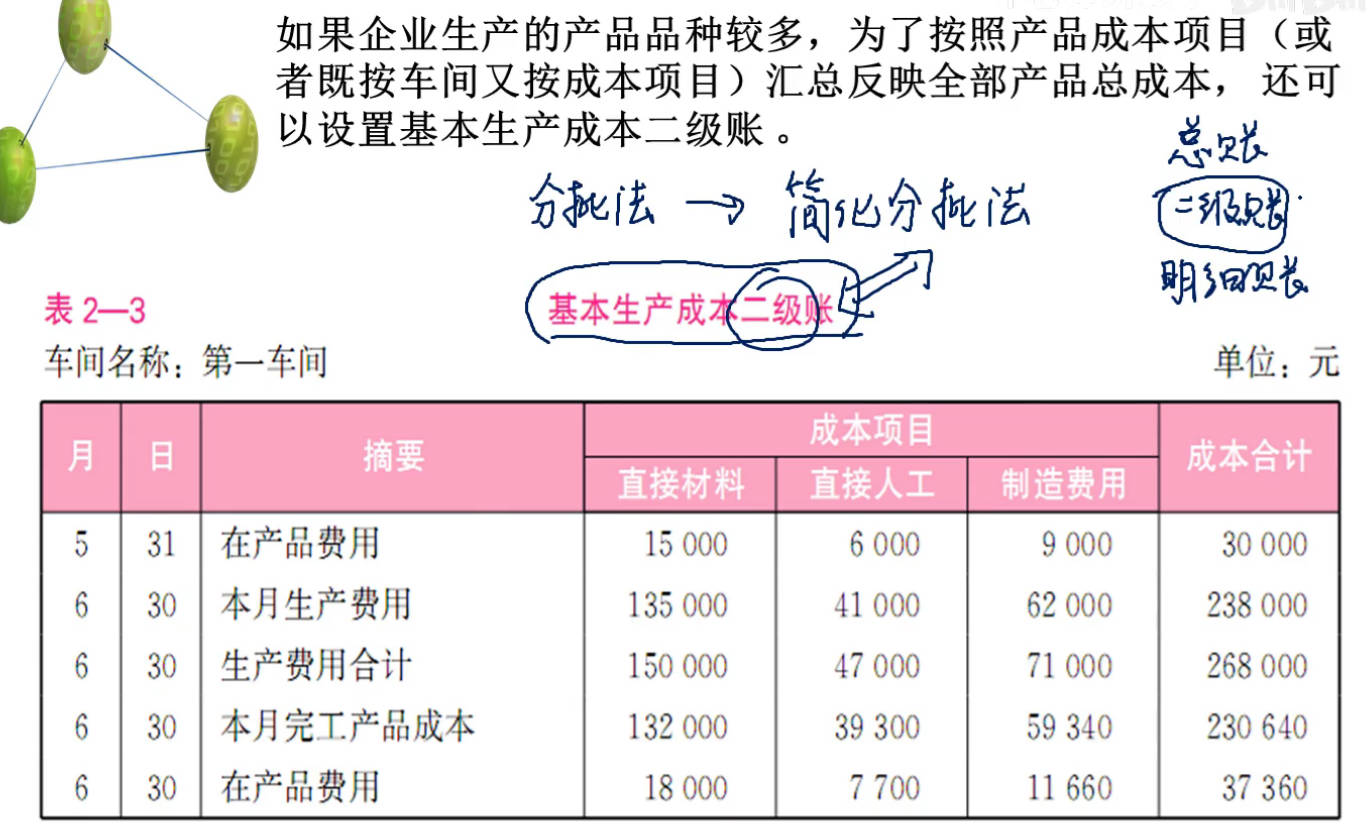 如果企业生产的产品品种较多，为了按照产品成本项目（或
者既按车间又按成本项目）汇总反映全部产品总成本， 还可
以设置基本生产成本二级账 。
总账
分批法 → 简化分批法
二级账
明细账
表 2—3
基本生产成本二级账
车间名称：第一车间
单位：元
月 日 摘要 成本项目 成本合计
直接材料 直接人工 制造费用
5 31 在产品费用 15 000 6 000 9 000 30 000
6 30 本月生产费用 135 000 41 000 62 000 238 000
6 30 生产费用合计 150 000 47 000 71 000 268 000
6 30 本月完工产品成本 132 000 39 300 59 340 230 640
6 30 在产品费用 18 000 7 700 11 660 37 360